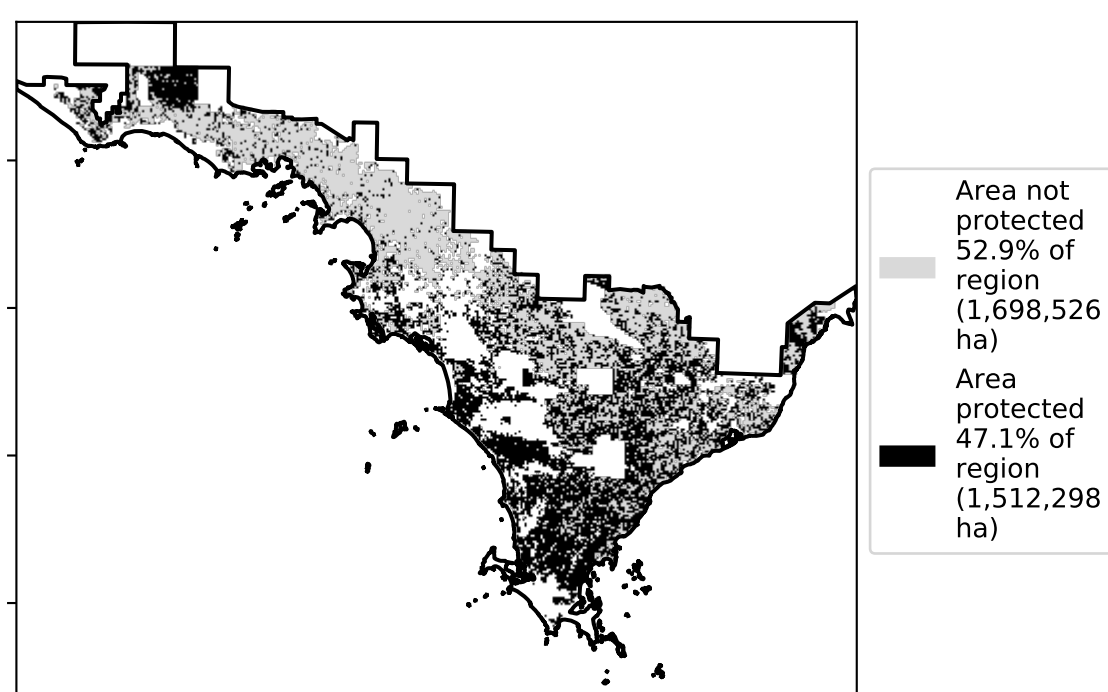 Area not
protected
52.9% of
region
(1,698,526
ha)
Area
protected
47.1% of
region
(1,512,298
ha)